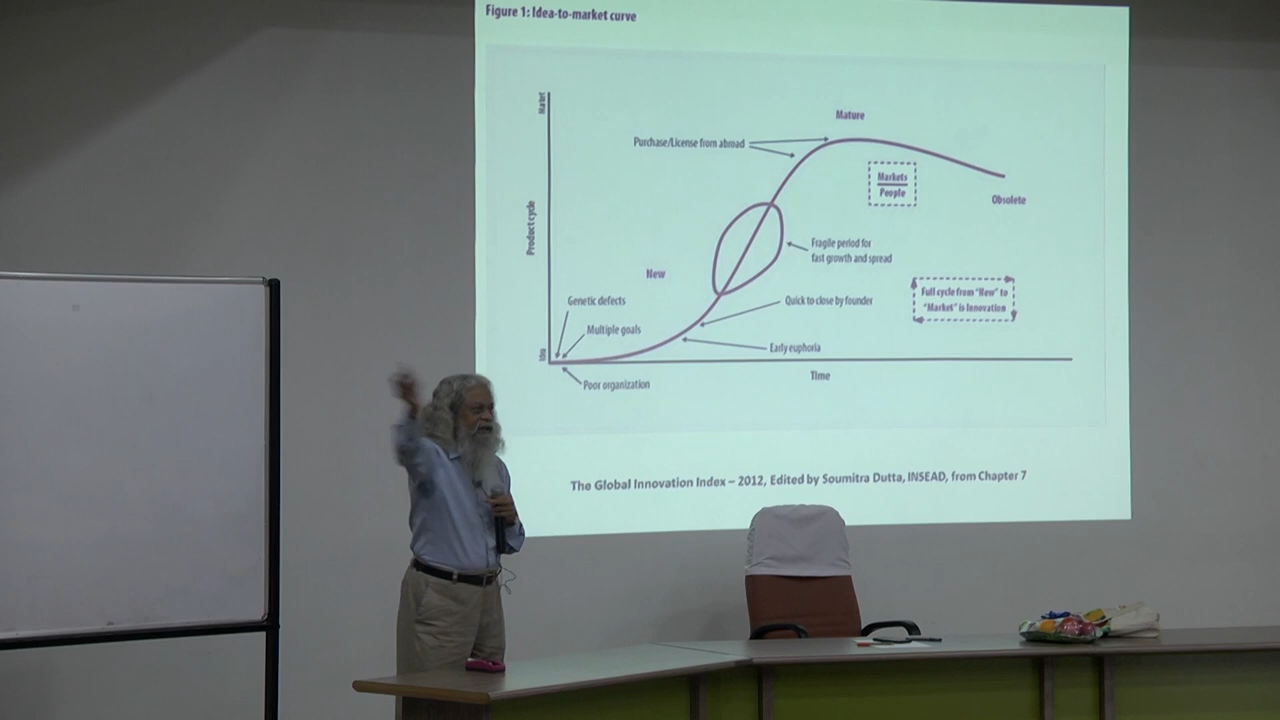 Figure 1: Idea-to-market curve
Market
Mature
Purchase/License from abroad
Markets
People
Obsolete
Product cycle
Fragile period for
fast growth and spread
New
Genetic defects
Quick to close by founder
Full cycle from "New" to
"Market" is Innovation
Multiple goals
Early euphoria
Idea
Time
Poor organization
The Global Innovation Index – 2012, Edited by Soumitra Dutta, INSEAD, from Chapter 7